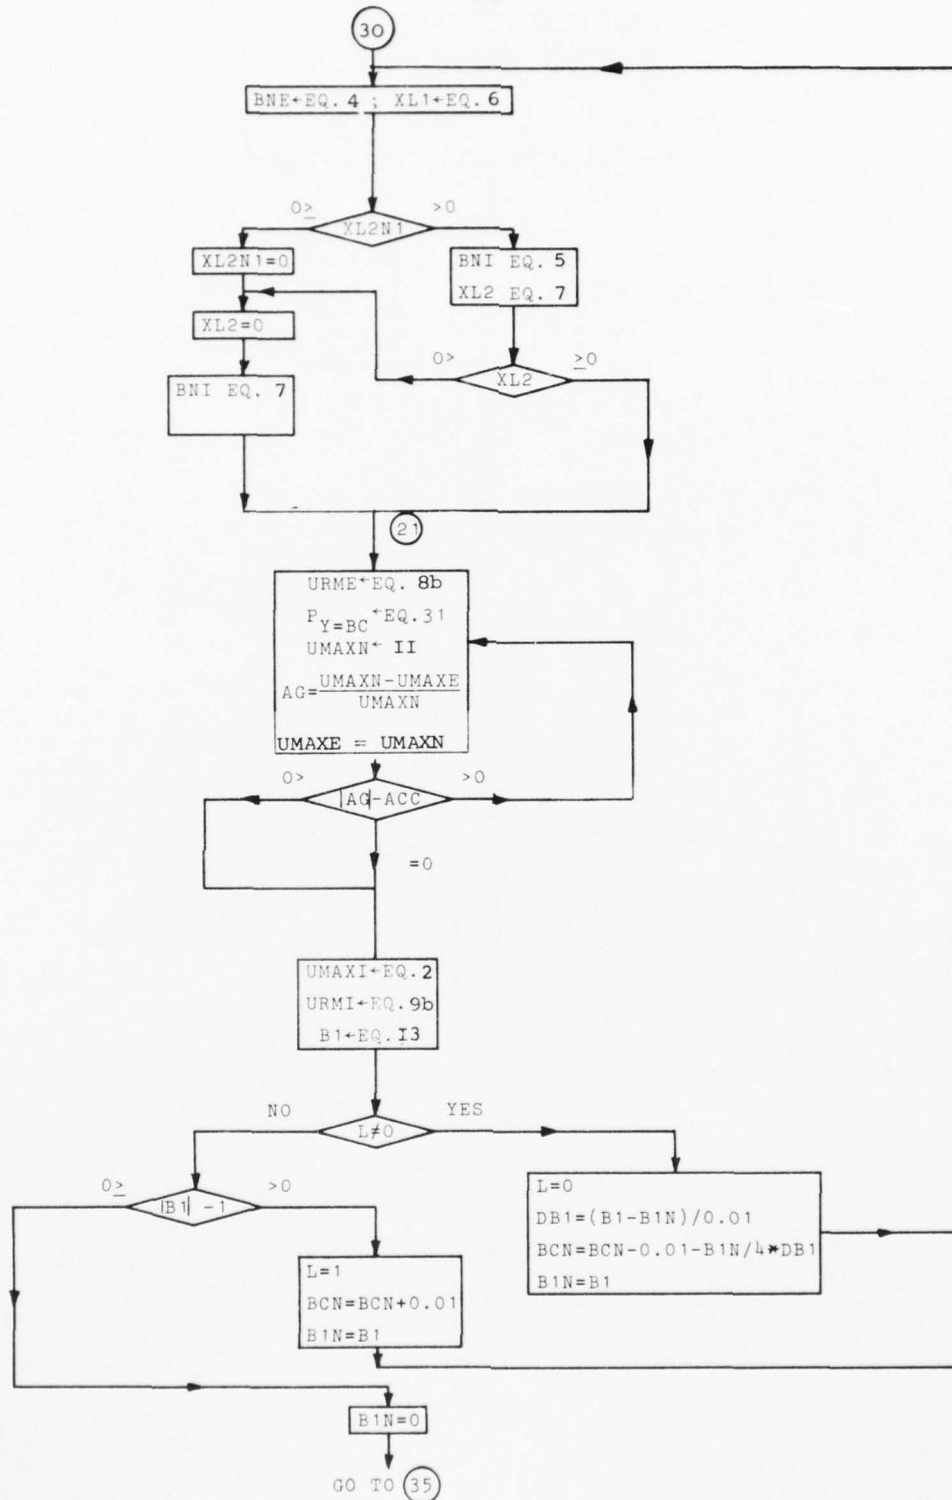 30
BNE←EQ. 4 ; XL1←EQ. 6
0≥ XL2N1 >0
XL2N1=0
BNI EQ. 5
XL2 EQ. 7
XL2=0
0> XL2 ≥0
BNI EQ. 7
21
URME←EQ. 8b
P_Y=BC←EQ.31
UMAXN← II
AG=UMAXN-UMAXE
UMAXN
UMAXE = UMAXN
0> |AG|-ACC >0
=0
UMAXI←EQ.2
URMI←EQ.9b
B1←EQ.I3
NO L≠0 YES
0≥ |B1| -1 >0
L=0
DB1=(B1-B1N)/0.01
BCN=BCN-0.01-B1N/4*DB1
B1N=B1
L=1
BCN=BCN+0.01
B1N=B1
B1N=0
GO TO 35